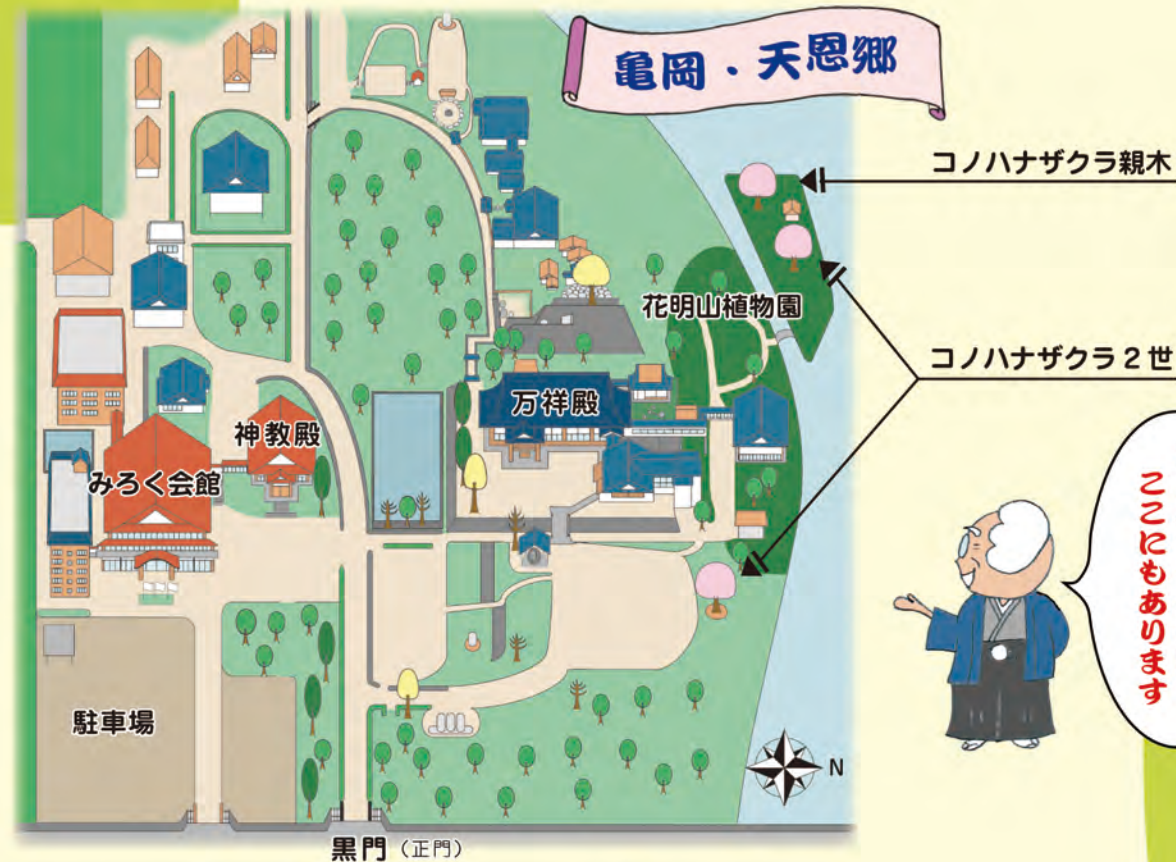 亀岡・天恩郷
コノハナザクラ親木
花明山植物園
コノハナザクラ2世
万祥殿
神教殿
みろく会館
ここにもあります
駐車場
N
黒門（正門）